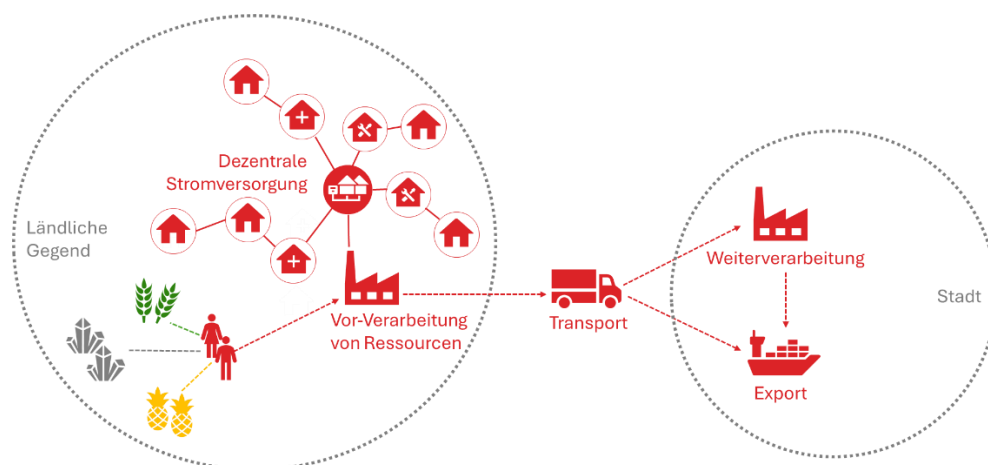 Dezentrale
Stromversorgung
Ländliche
Gegend
Vor-Verarbeitung
von Ressourcen
Transport
Weiterverarbeitung
Stadt
Export